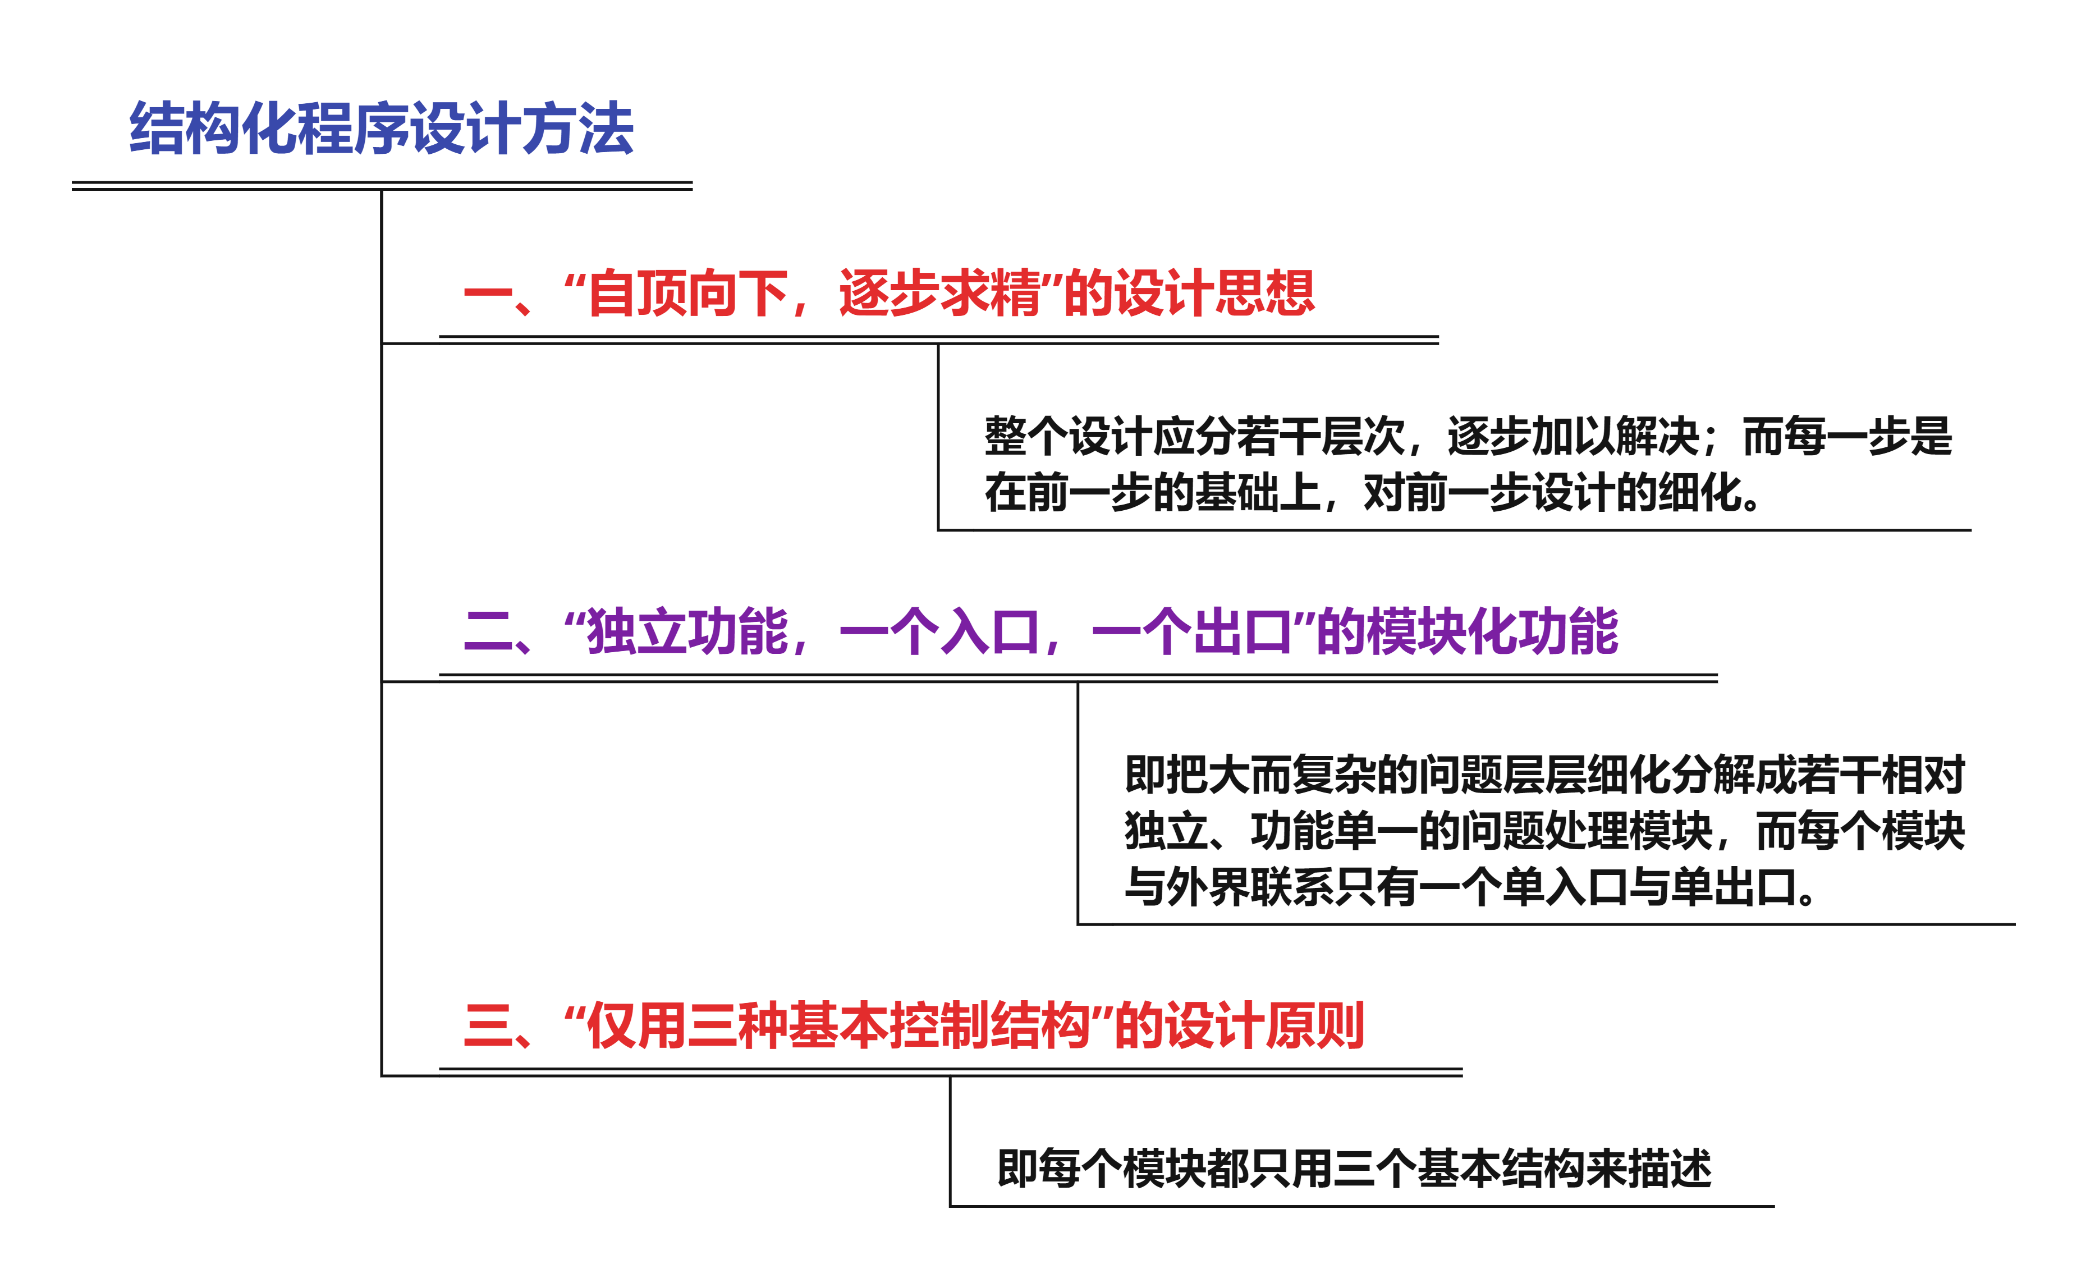 结构化程序设计方法
一、“自顶向下，逐步求精”的设计思想
整个设计应分若干层次，逐步加以解决；而每一步是
在前一步的基础上，对前一步设计的细化。
二、“独立功能，一个入口，一个出口”的模块化功能
即把大而复杂的问题层层细化分解成若干相对
独立、功能单一的问题处理模块，而每个模块
与外界联系只有一个单入口与单出口。
三、“仅用三种基本控制结构”的设计原则
即每个模块都只用三个基本结构来描述